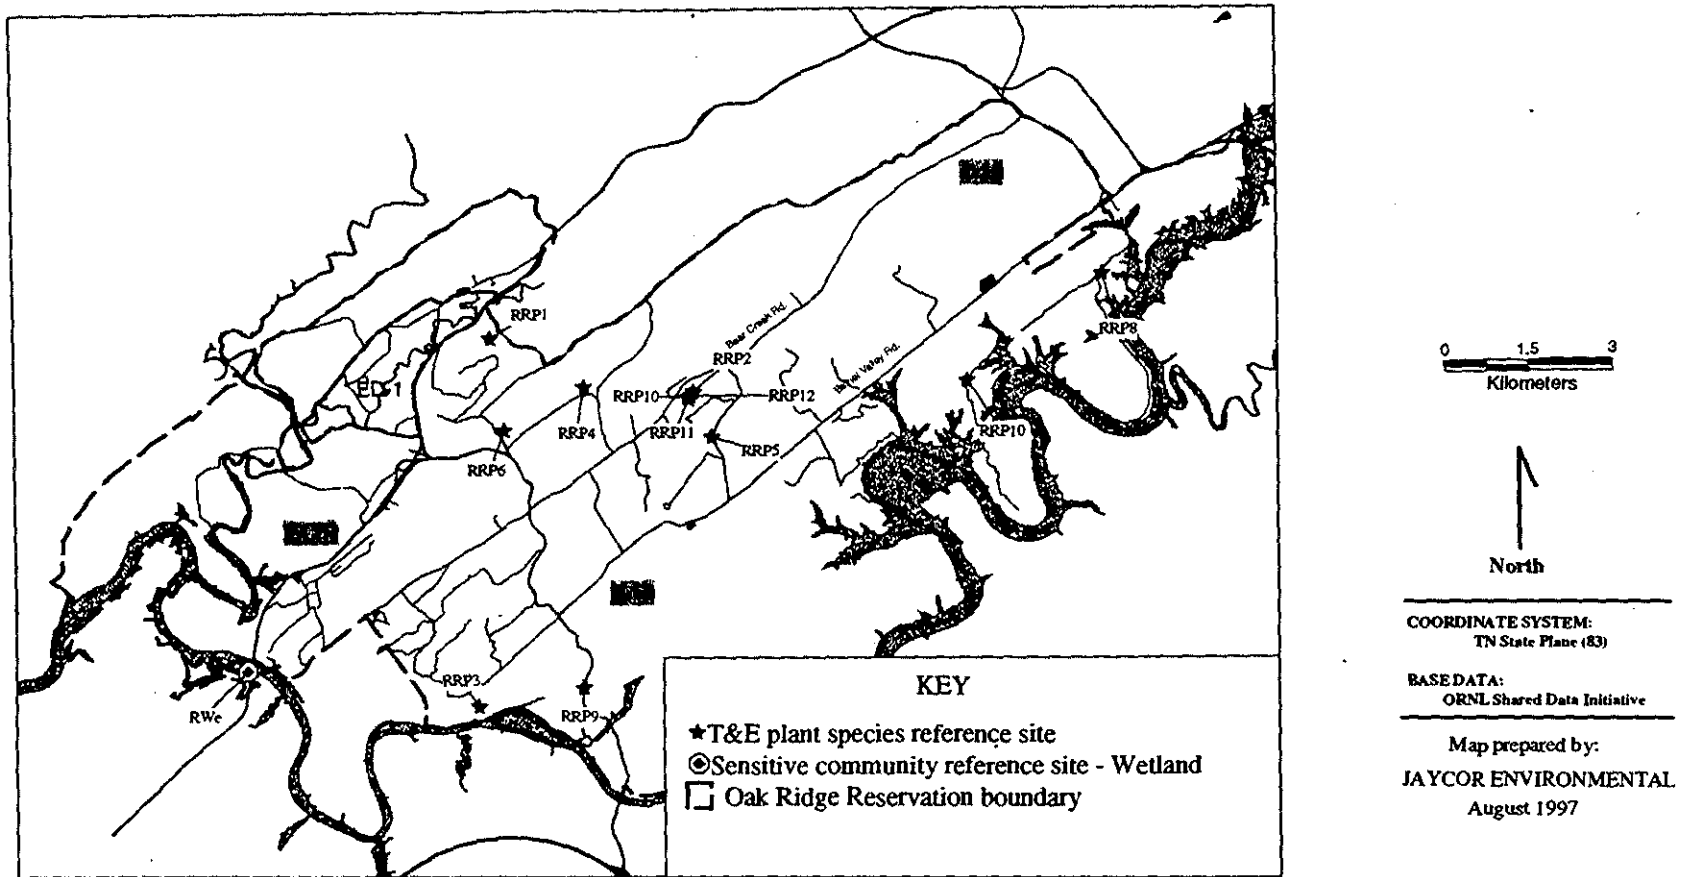 RRP1
Bear Creek Rd.
RRP2
RRP8
Bethel Valley Rd.
ED-1
RRP10
RRP12
RRP4
RRP11
RRP10
RRP6
RRP5
RRP3
RWe
RRP9
KEY
T&E plant species reference site
Sensitive community reference site - Wetland
Oak Ridge Reservation boundary
0 1.5 3
Kilometers
North
COORDINATE SYSTEM:
TN State Plane (83)
BASE DATA:
ORNL Shared Data Initiative
Map prepared by:
JAYCOR ENVIRONMENTAL
August 1997